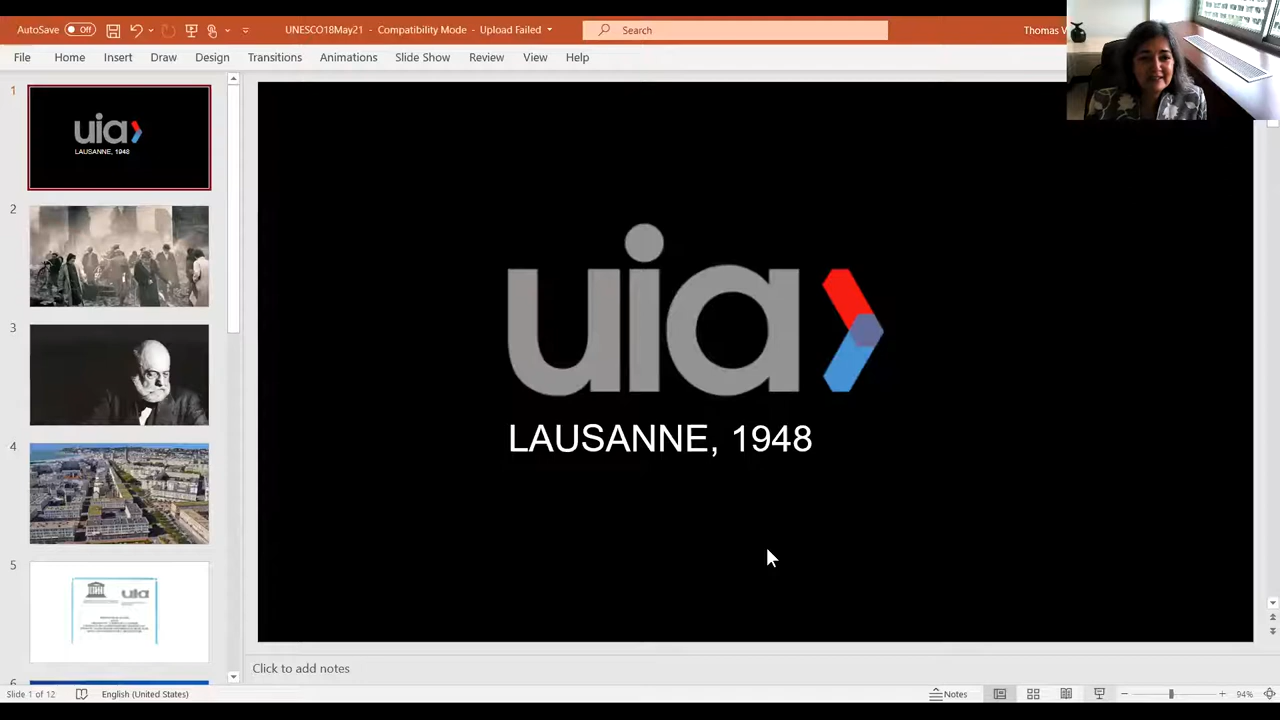 AutoSave Off UNESCO18May21 - Compatibility Mode - Upload Failed Search Thomas V
File Home Insert Draw Design Transitions Animations Slide Show Review View Help
1
uia
LAUSANNE, 1948
2
3
4
5
uia
6
uia
LAUSANNE, 1948
Click to add notes
Slide 1 of 12 English (United States) Notes 94%